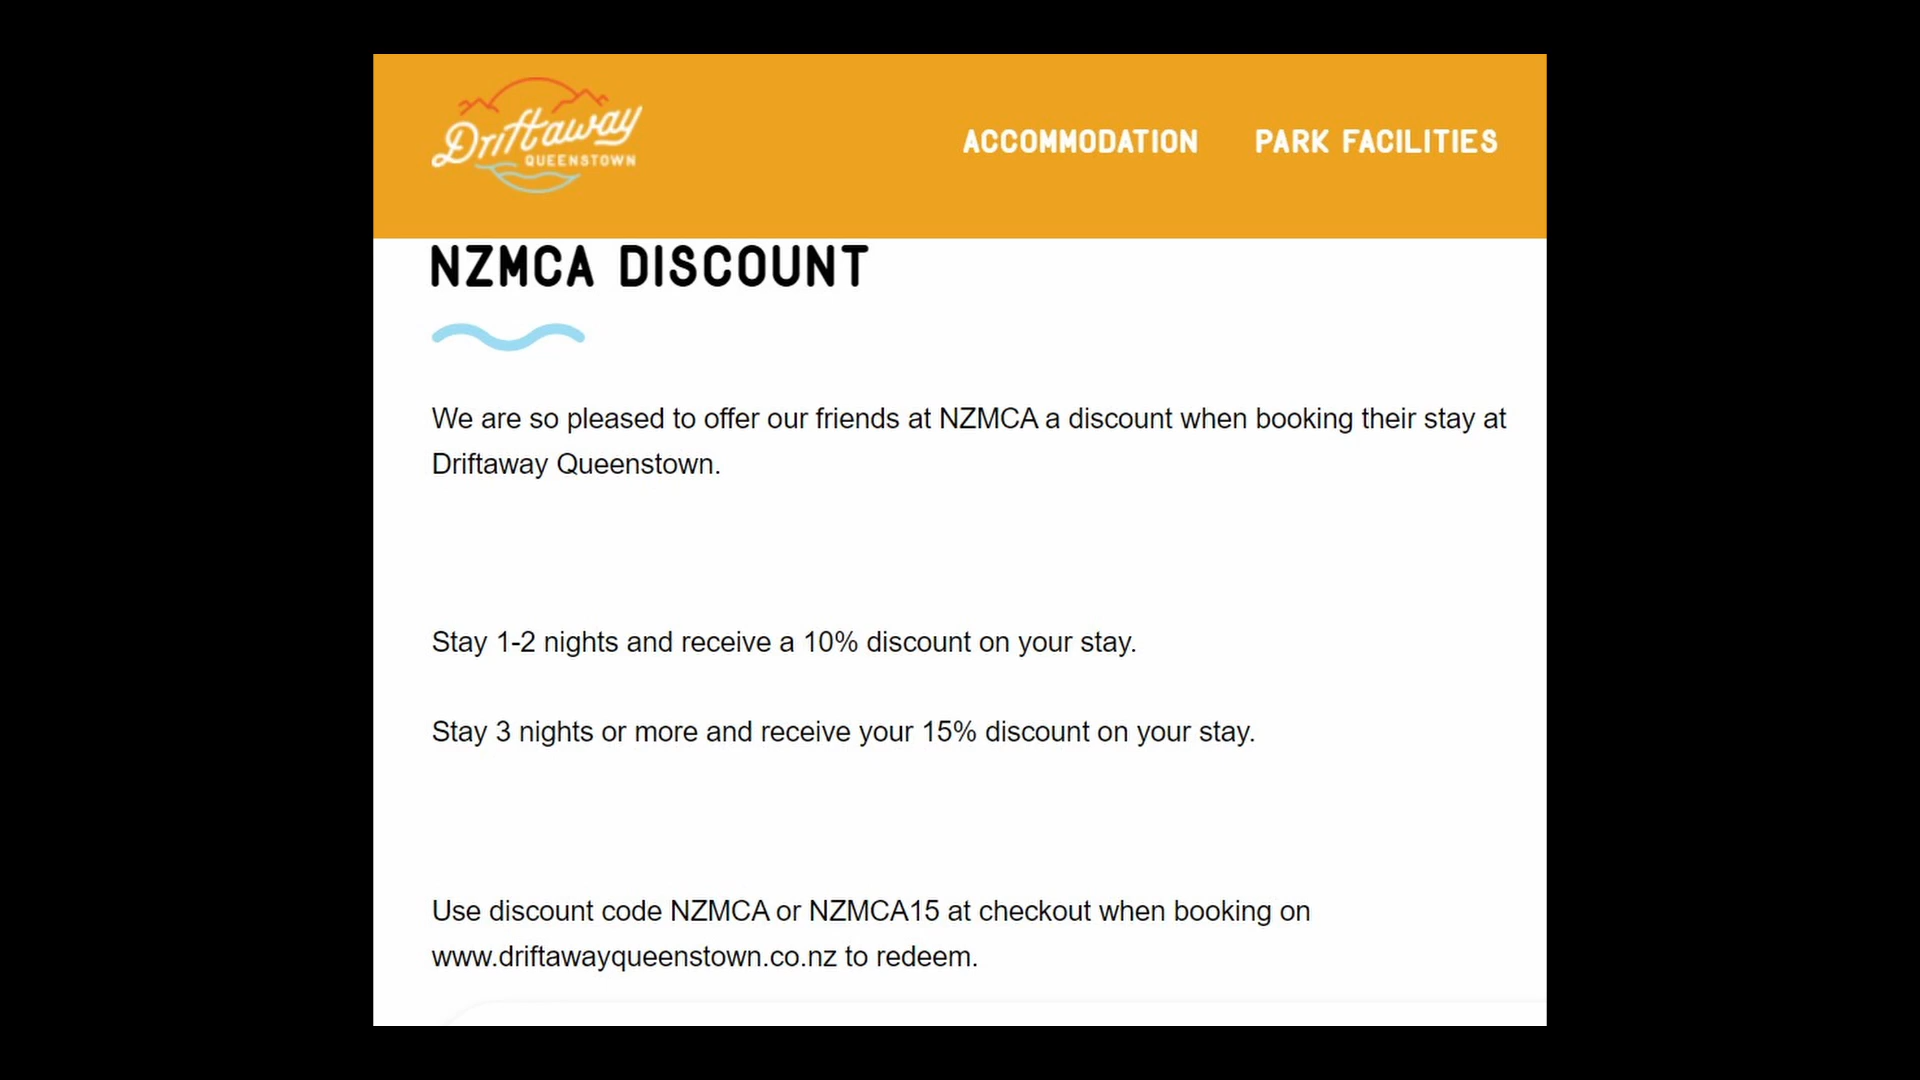 Driftaway
QUEENSTOWN
ACCOMMODATION PARK FACILITIES
NZMCA DISCOUNT
We are so pleased to offer our friends at NZMCA a discount when booking their stay at
Driftaway Queenstown.
Stay 1-2 nights and receive a 10% discount on your stay.
Stay 3 nights or more and receive your 15% discount on your stay.
Use discount code NZMCA or NZMCA15 at checkout when booking on
www.driftawayqueenstown.co.nz to redeem.